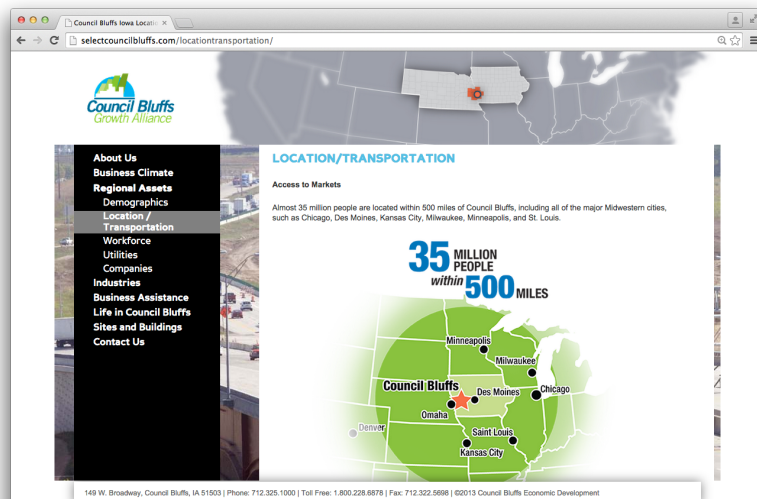 Council Bluffs Iowa Locatio
selectcouncilbluffs.com/locationtransportation/
Council Bluffs
Growth Alliance
About Us
Business Climate
Regional Assets
Demographics
Location /
Transportation
Workforce
Utilities
Companies
Industries
Business Assistance
Life in Council Bluffs
Sites and Buildings
Contact Us
LOCATION/TRANSPORTATION
Access to Markets
Almost 35 million people are located within 500 miles of Council Bluffs, including all of the major Midwestern cities,
such as Chicago, Des Moines, Kansas City, Milwaukee, Minneapolis, and St. Louis.
35 MILLION
PEOPLE
within 500 MILES
Minneapolis
Milwaukee
Council Bluffs
Des Moines
Chicago
Omaha
Denver
Saint Louis
Kansas City
149 W. Broadway, Council Bluffs, IA 51503 | Phone: 712.325.1000 | Toll Free: 1.800.228.6878 | Fax: 712.322.5698 | ©2013 Council Bluffs Economic Development